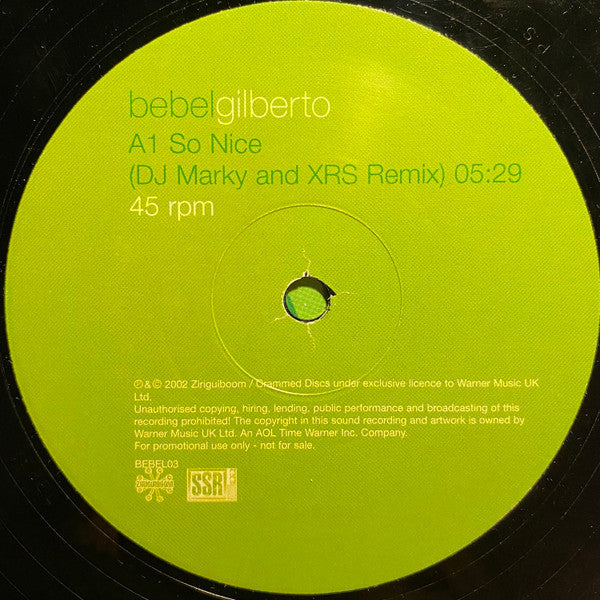 bebelgilberto
A1 So Nice
(DJ Marky and XRS Remix) 05:29
45 rpm
℗ & © 2002 Ziriguiboom / Crammed Discs under exclusive licence to Warner Music UK
Ltd.
Unauthorised copying, hiring, lending, public performance and broadcasting of this
recording prohibited! The copyright in this sound recording and artwork is owned by
Warner Music UK Ltd. An AOL Time Warner Inc. Company.
For promotional use only - not for sale.
BEBEL03
SSR